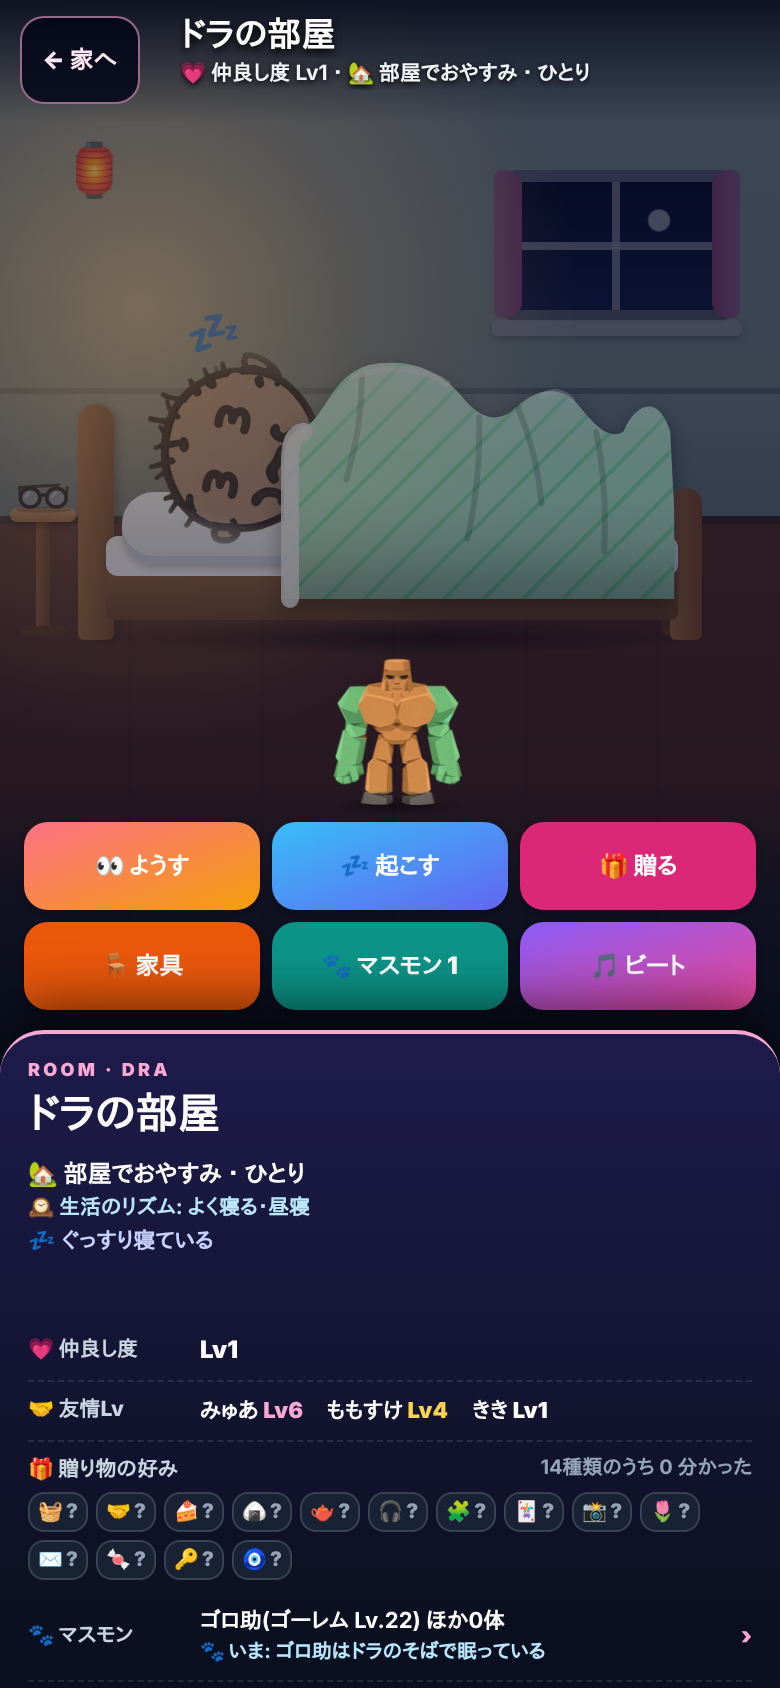 ← 家へ
ドラの部屋
💗 仲良し度 Lv1・🏡 部屋でおやすみ・ひとり
💤
👀 ようす
💤 起こす
🎁 贈る
🪑 家具
🐾 マスモン 1
🎵 ビート
ROOM · DRA
ドラの部屋
🏡 部屋でおやすみ・ひとり
🕰️ 生活のリズム: よく寝る・昼寝
💤 ぐっすり寝ている
💗 仲良し度 Lv1
🤝 友情Lv みゅあ Lv6 ももすけ Lv4 きき Lv1
🎁 贈り物の好み 14種類のうち 0 分かった
🧺 ? 🤝 ? 🍰 ? 🍙 ? 🫖 ? 🎧 ? 🧩 ? 🃏 ? 📸 ? 🌷 ?
✉️ ? 🍬 ? 🔑 ? 🧿 ?
🐾 マスモン ゴロ助(ゴーレム Lv.22) ほか0体 ›
🐾 いま: ゴロ助はドラのそばで眠っている